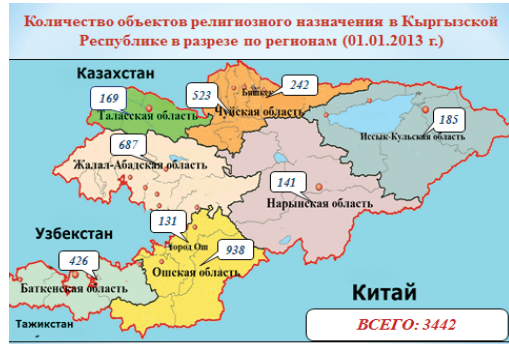 Количество объектов религиозного назначения в Кыргызской
Республике в разрезе по регионам (01.01.2013 г.)
Казахстан
169
Таласская область
523
242
Бишкек
Чуйская область
185
Иссык-Кульская область
687
Жалал-Абадская область
141
Нарынская область
131
город Ош
938
Ошская область
Узбекистан
426
Баткенская область
Таджикистан
Китай
ВСЕГО: 3442